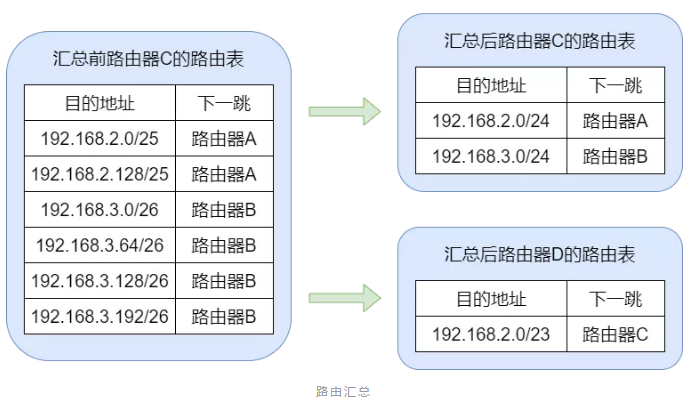 汇总前路由器C的路由表
目的地址 下一跳
192.168.2.0/25 路由器A
192.168.2.128/25 路由器A
192.168.3.0/26 路由器B
192.168.3.64/26 路由器B
192.168.3.128/26 路由器B
192.168.3.192/26 路由器B
汇总后路由器C的路由表
目的地址 下一跳
192.168.2.0/24 路由器A
192.168.3.0/24 路由器B
汇总后路由器D的路由表
目的地址 下一跳
192.168.2.0/23 路由器C
路由汇总